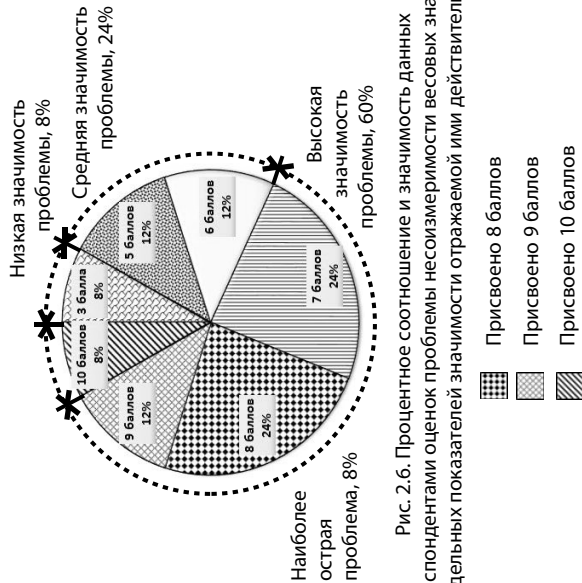 Низкая значимость
проблемы, 8%
Средняя значимость
проблемы, 24%
Высокая
значимость
проблемы, 60%
Наиболее
острая
проблема, 8%
3 балла
8%
5 баллов
12%
6 баллов
12%
7 баллов
24%
8 баллов
24%
9 баллов
12%
10 баллов
8%
Рис. 2.6. Процентное соотношение и значимость данных
спондентами оценок проблемы несоизмеримости весовых зна
дельных показателей значимости отражаемой ими действител
Присвоено 8 баллов
Присвоено 9 баллов
Присвоено 10 баллов